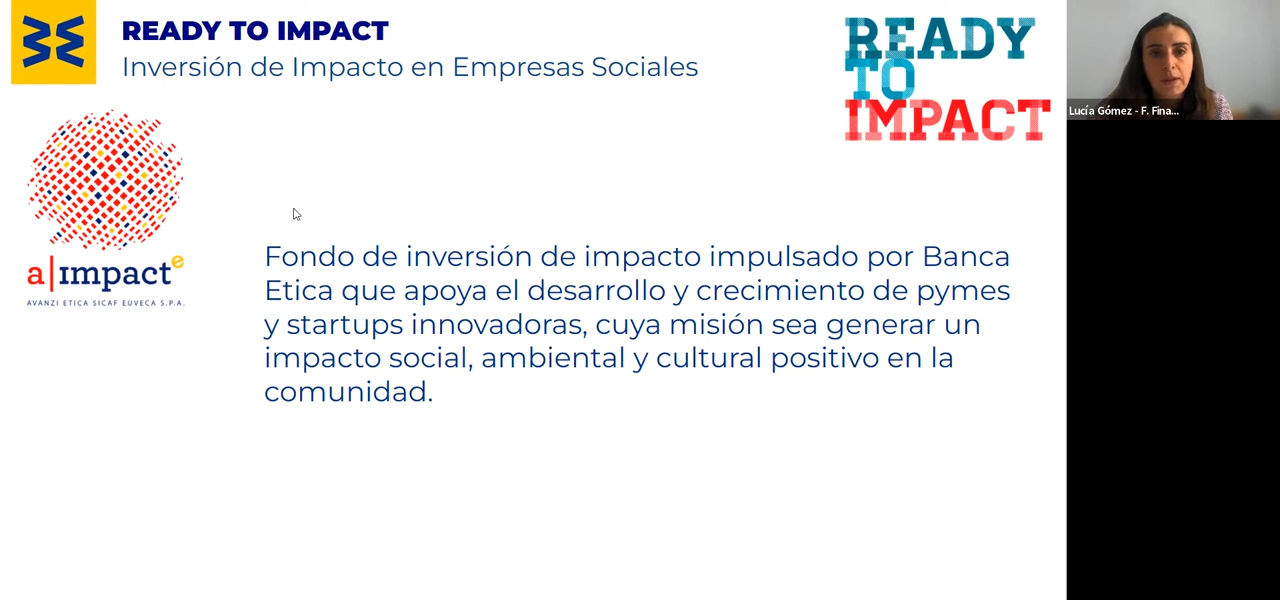 READY TO IMPACT
Inversión de Impacto en Empresas Sociales
READY
TO
IMPACT
Lucía Gómez - F. Fina...
a|impact e
AVANZI ETICA SICAF EUVECA S.P.A.
Fondo de inversión de impacto impulsado por Banca
Etica que apoya el desarrollo y crecimiento de pymes
y startups innovadoras, cuya misión sea generar un
impacto social, ambiental y cultural positivo en la
comunidad.